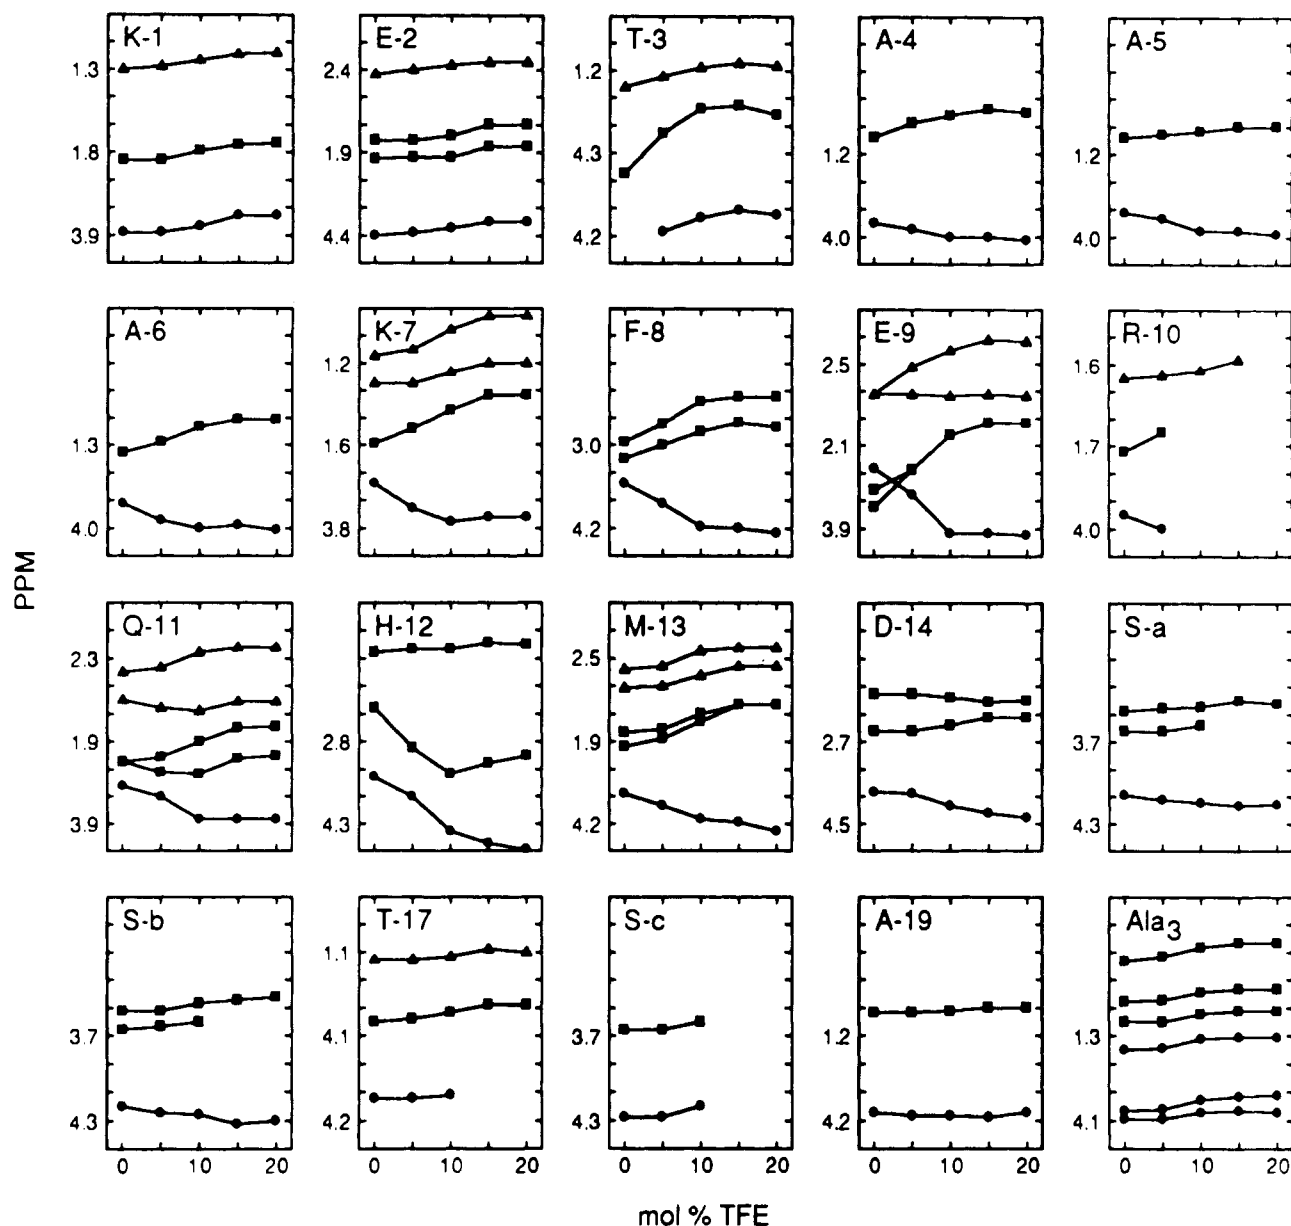 K-1 E-2 T-3 A-4 A-5
1.3 2.4 1.2
1.8 1.9 4.3 1.2 1.2
3.9 4.4 4.2 4.0 4.0
A-6 K-7 F-8 E-9 R-10
1.2 2.5 1.6
1.3 1.6 3.0 2.1 1.7
4.0 3.8 4.2 3.9 4.0
PPM
Q-11 H-12 M-13 D-14 S-a
2.3 2.5
1.9 2.8 1.9 2.7 3.7
3.9 4.3 4.2 4.5 4.3
S-b T-17 S-c A-19 Ala3
1.1
3.7 4.1 3.7 1.2 1.3
4.3 4.2 4.3 4.2 4.1
0 10 20 0 10 20 0 10 20 0 10 20 0 10 20
mol % TFE